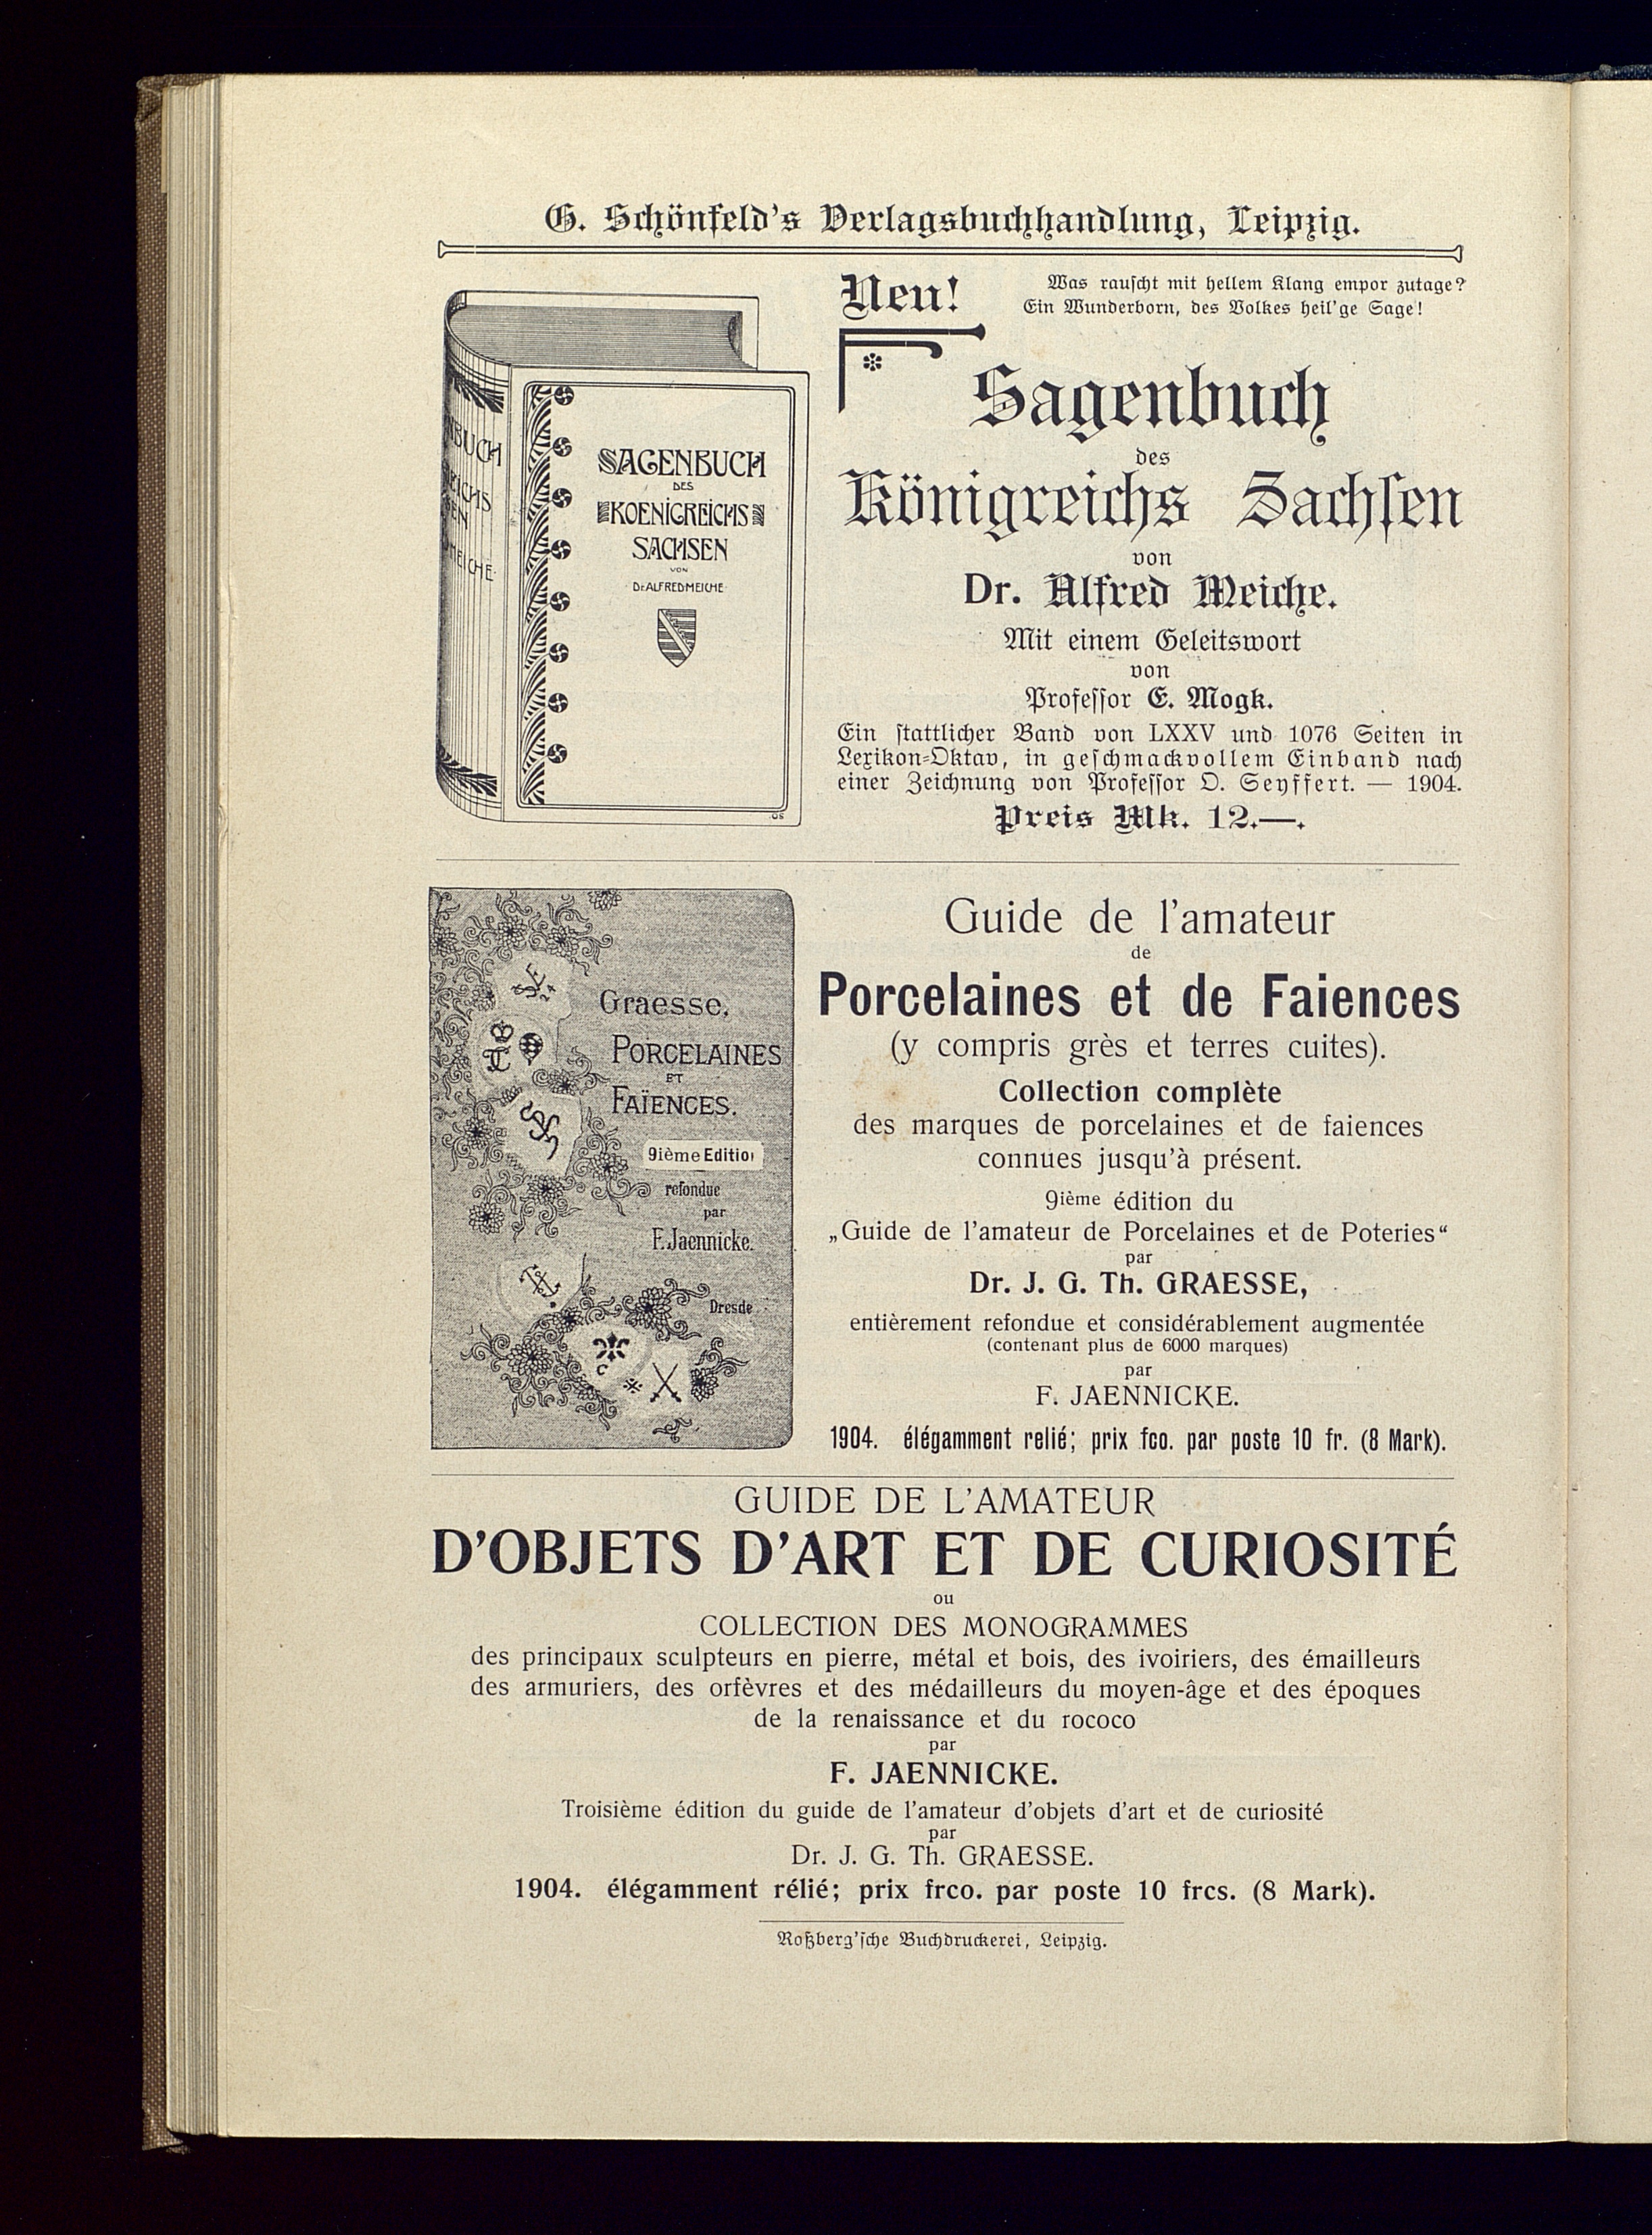 G. Schönfeld's Verlagsbuchhandlung, Leipzig.
Neu!
Was rauscht mit hellem Klang empor zutage?
Ein Wunderborn, des Volkes heil'ge Sage!
SAGENBUCH
DES
KOENIGREICHS
SACHSEN
VON
Dr. ALFRED MEICHE
Sagenbuch
des
Königreichs Sachsen
von
Dr. Alfred Meiche.
Mit einem Geleitswort
von
Professor E. Mogk.
Ein stattlicher Band von LXXV und 1076 Seiten in
Lexikon-Oktav, in geschmackvollem Einband nach
einer Zeichnung von Professor O. Seyffert. — 1904.
Preis Mk. 12.—.
Graesse,
PORCELAINES
ET
FAÏENCES.
9ième Editio
refondue
par
F. Jaennicke.
Dresde
Guide de l'amateur
de
Porcelaines et de Faiences
(y compris grès et terres cuites).
Collection complète
des marques de porcelaines et de faiences
connues jusqu'à présent.
9ième édition du
„Guide de l'amateur de Porcelaines et de Poteries“
par
Dr. J. G. Th. GRAESSE,
entièrement refondue et considérablement augmentée
(contenant plus de 6000 marques)
par
F. JAENNICKE.
1904. élégamment relié; prix fco. par poste 10 fr. (8 Mark).
GUIDE DE L'AMATEUR
D'OBJETS D'ART ET DE CURIOSITÉ
ou
COLLECTION DES MONOGRAMMES
des principaux sculpteurs en pierre, métal et bois, des ivoiriers, des émailleurs
des armuriers, des orfèvres et des médailleurs du moyen-âge et des époques
de la renaissance et du rococo
par
F. JAENNICKE.
Troisième édition du guide de l'amateur d'objets d'art et de curiosité
par
Dr. J. G. Th. GRAESSE.
1904. élégamment rélié; prix frco. par poste 10 frcs. (8 Mark).
Roßberg'sche Buchdruckerei, Leipzig.